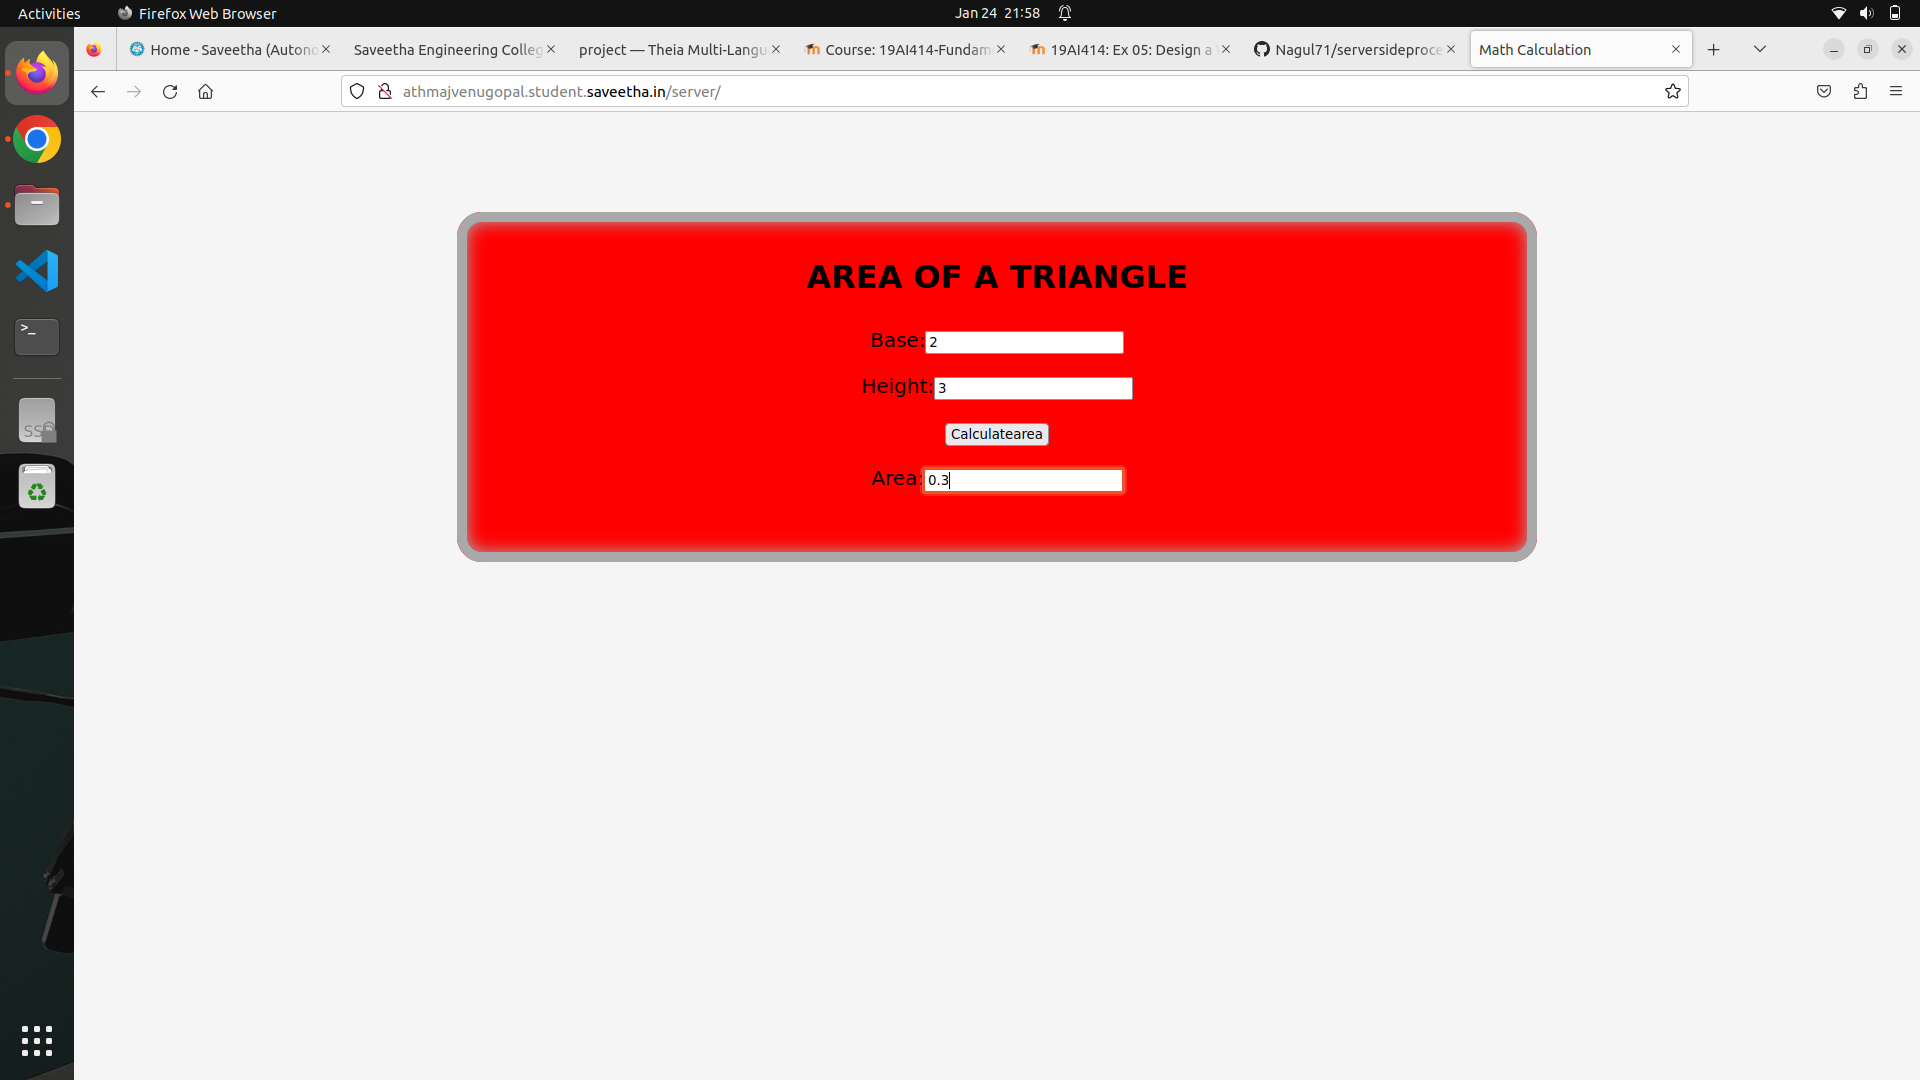 Activities Firefox Web Browser Jan 24 21:58
Home - Saveetha (Autono Saveetha Engineering Colleg project — Theia Multi-Langu Course: 19AI414-Fundam 19AI414: Ex 05: Design a Nagul71/serversideproce Math Calculation
athmajvenugopal.student.saveetha.in/server/
AREA OF A TRIANGLE
Base: 2
Height: 3
Calculatearea
Area: 0.3
>_
SS